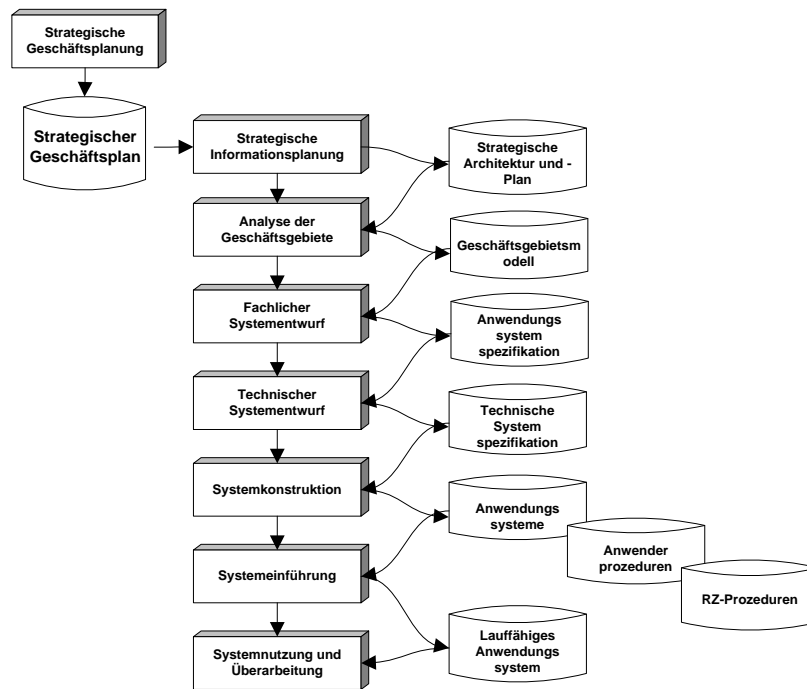 Strategische
Geschäftsplanung
Strategischer
Geschäftsplan
Strategische
Informationsplanung
Strategische
Architektur und -
Plan
Analyse der
Geschäftsgebiete
Geschäftsgebietsm
odell
Fachlicher
Systementwurf
Anwendungs
system
spezifikation
Technischer
Systementwurf
Technische
System
spezifikation
Systemkonstruktion
Anwendungs
systeme
Anwender
prozeduren
RZ-Prozeduren
Systemeinführung
Systemnutzung und
Überarbeitung
Lauffähiges
Anwendungs
system